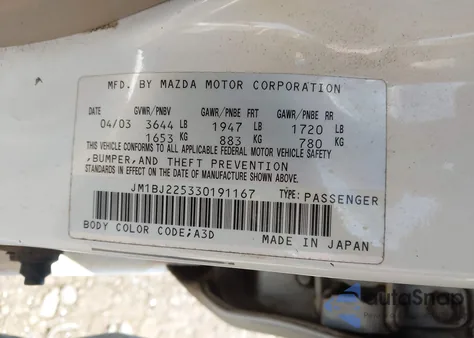 MFD. BY MAZDA MOTOR CORPORATION
DATE GVWR/PNBV GAWR/PNBE FRT GAWR/PNBE RR
04/03 3644 LB 1947 LB 1720 LB
1653 KG 883 KG 780 KG
THIS VEHICLE CONFORMS TO ALL APPLICABLE FEDERAL MOTOR VEHICLE SAFETY
,BUMPER,AND THEFT PREVENTION
STANDARDS IN EFFECT ON THE DATE OF MANUFACTURE SHOWN ABOVE.
JM1BJ225330191167 TYPE: PASSENGER
BODY COLOR CODE;A3D MADE IN JAPAN
AutoSnap